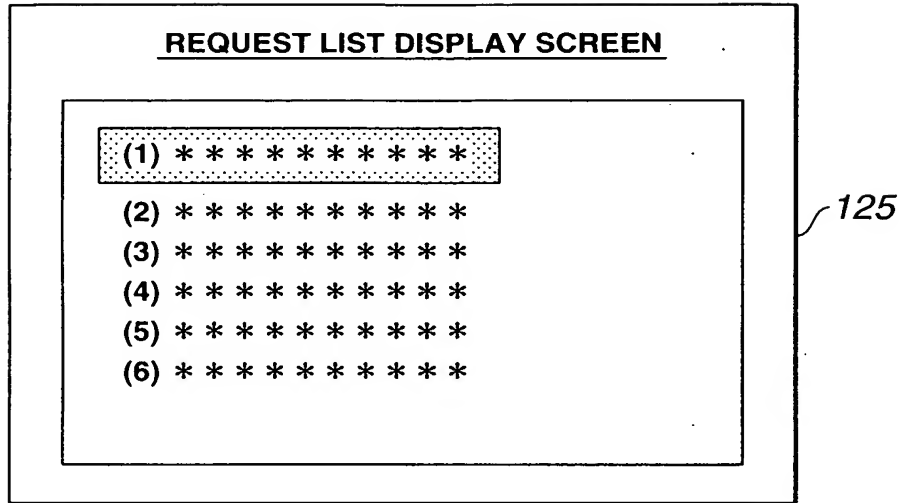 REQUEST LIST DISPLAY SCREEN
(1) * * * * * * * * * *
(2) * * * * * * * * * *
(3) * * * * * * * * * *
(4) * * * * * * * * * *
(5) * * * * * * * * * *
(6) * * * * * * * * * *
125